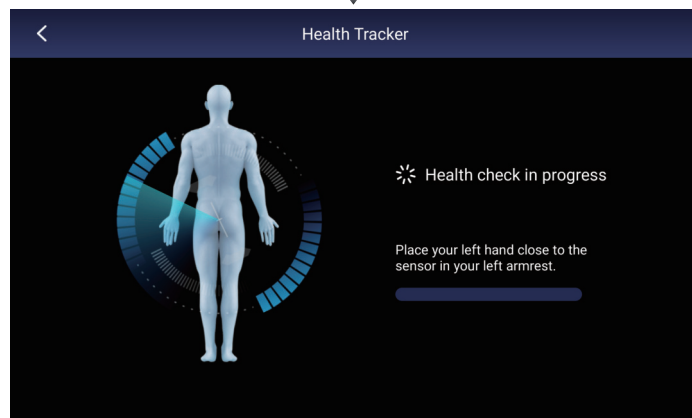 Health Tracker
Health check in progress
Place your left hand close to the
sensor in your left armrest.